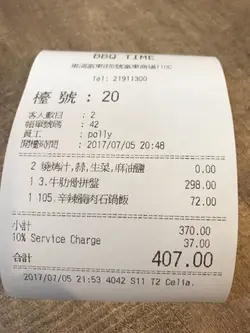 BBQ TIME
Tel: 21911300
檯 號 : 20
客人數目 : 2
帳單號碼 : 42
員工 : polly
開檯時間 : 2017/07/05 20:48
2 燒烤汁,蒜,生菜,麻油鹽 0.00
1 3.牛肋骨拼盤 298.00
1 105.辛辣豬肉石鍋飯 72.00
小計 370.00
10% Service Charge 37.00
合計 407.00
2017/07/05 21:53 4042 S11 T2 Celia.